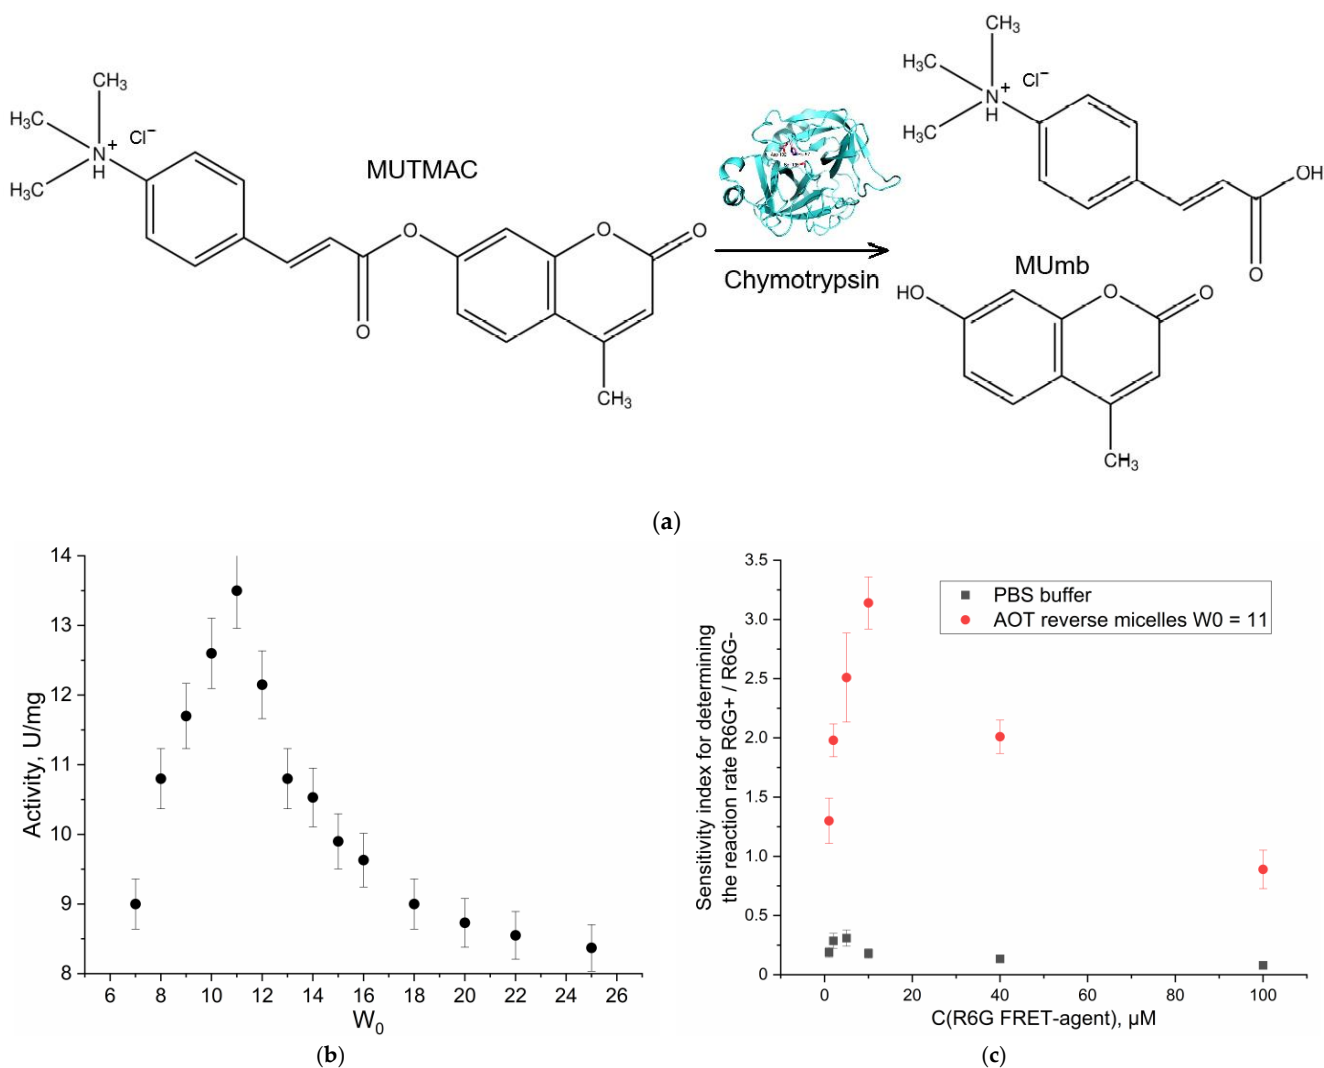 CH₃
H₃C
N⁺
H
Cl⁻
H₃C
MUTMAC
O
O
O
O
CH₃
Chymotrypsin
CH₃
H₃C
N⁺
H
Cl⁻
H₃C
OH
O
MUmb
HO
O
O
CH₃
(a)
14
13
12
11
10
9
8
Activity, U/mg
6 8 10 12 14 16 18 20 22 24 26
W₀
(b)
3.5
3.0
2.5
2.0
1.5
1.0
0.5
0
Sensitivity index for determining
the reaction rate R6G+ / R6G-
PBS buffer
AOT reverse micelles W0 = 11
0 20 40 60 80 100
C(R6G FRET-agent), µM
(c)